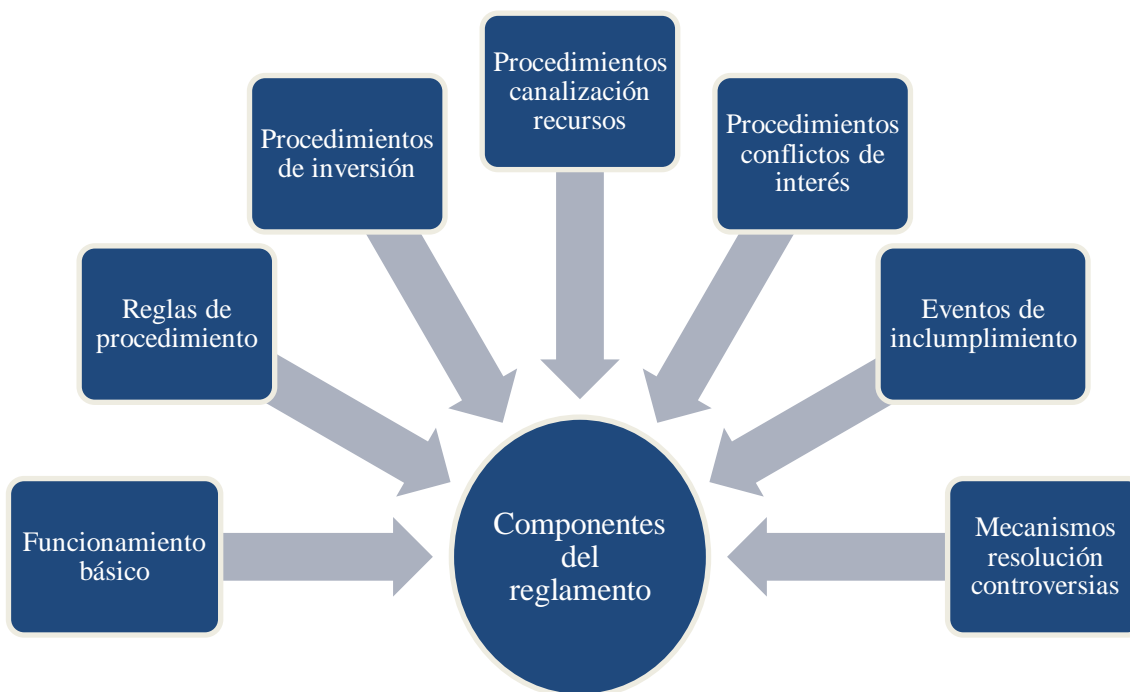 Funcionamiento
básico
Reglas de
procedimiento
Procedimientos
de inversión
Procedimientos
canalización
recursos
Procedimientos
conflictos de
interés
Eventos de
inclumplimiento
Mecanismos
resolución
controversias
Componentes
del
reglamento